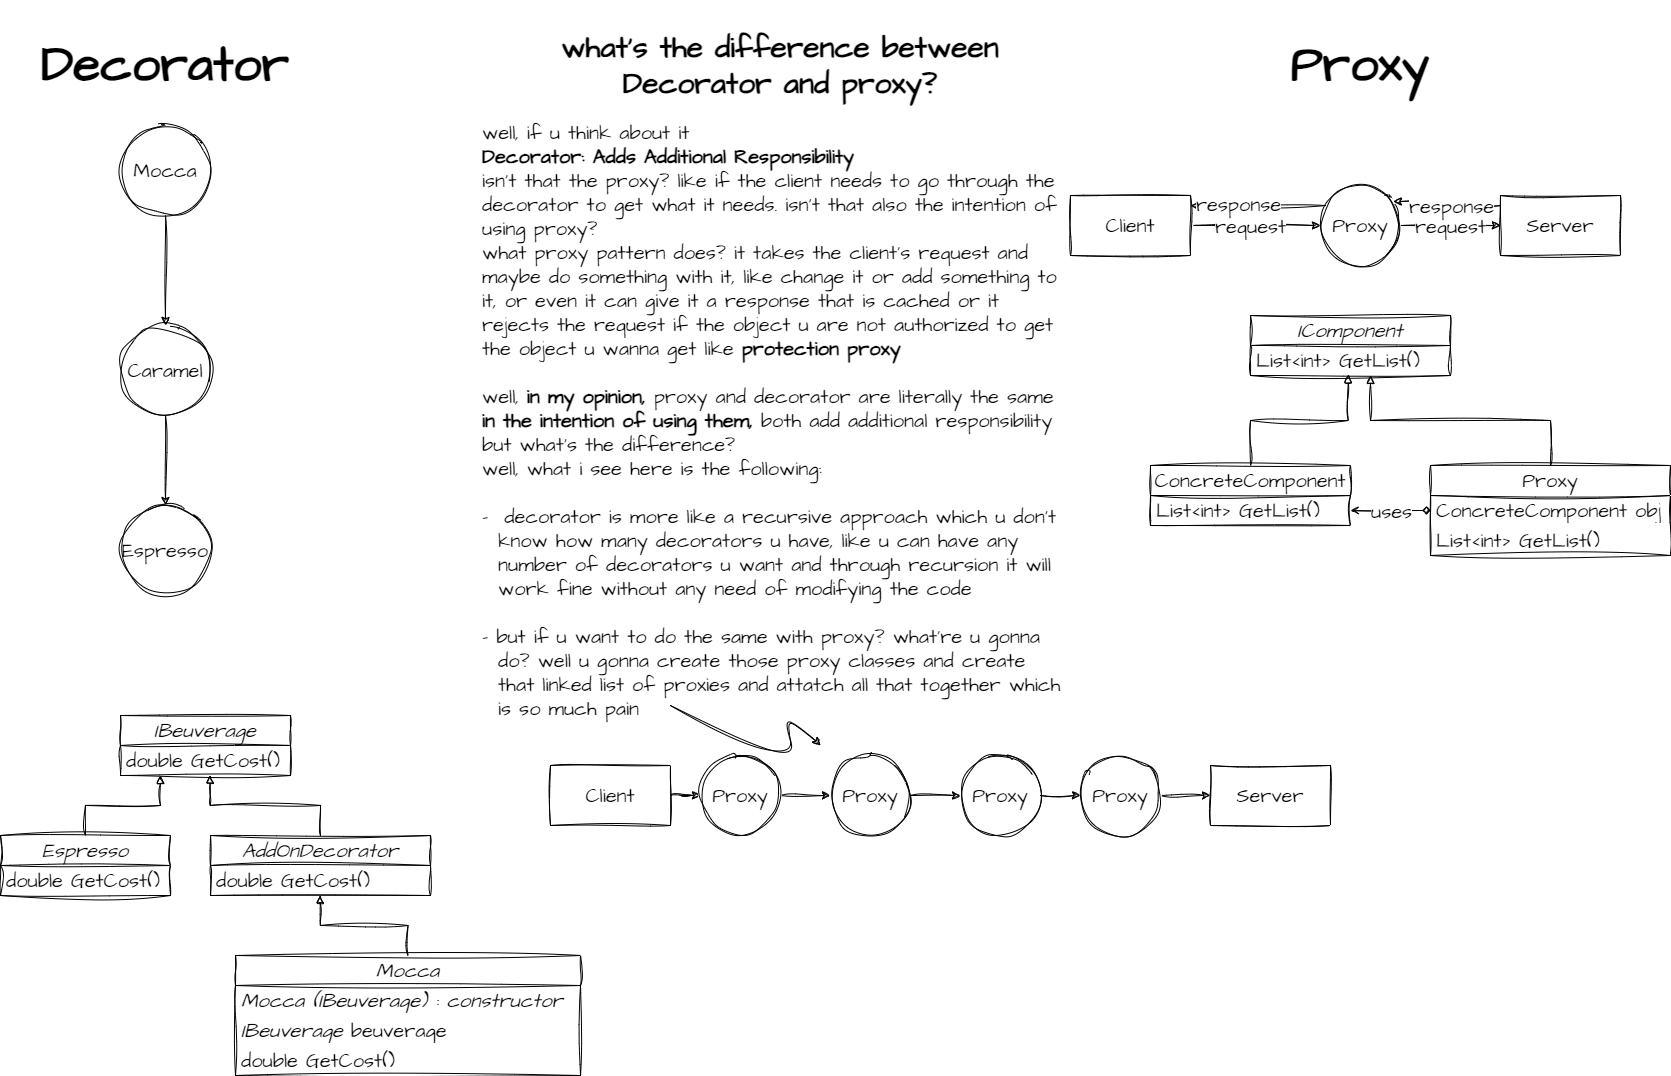 Decorator
what's the difference between
Decorator and proxy?
Proxy
Mocca
Caramel
Espresso
well, if u think about it
Decorator: Adds Additional Responsibility
isn't that the proxy? like if the client needs to go through the
decorator to get what it needs. isn't that also the intention of
using proxy?
what proxy pattern does? it takes the client's request and
maybe do something with it, like change it or add something to
it, or even it can give it a response that is cached or it
rejects the request if the object u are not authorized to get
the object u wanna get like protection proxy
well, in my opinion, proxy and decorator are literally the same
in the intention of using them, both add additional responsibility
but what's the difference?
well, what i see here is the following:
- decorator is more like a recursive approach which u don't
know how many decorators u have, like u can have any
number of decorators u want and through recursion it will
work fine without any need of modifying the code
- but if u want to do the same with proxy? what're u gonna
do? well u gonna create those proxy classes and create
that linked list of proxies and attatch all that together which
is so much pain
Client
response
request
Proxy
response
request
Server
IComponent
List<int> GetList()
ConcreteComponent
List<int> GetList()
uses
Proxy
ConcreteComponent obj
List<int> GetList()
IBeuverage
double GetCost()
Espresso
double GetCost()
AddOnDecorator
double GetCost()
Mocca
Mocca (IBeuverage) : constructor
IBeuverage beuverage
double GetCost()
Client
Proxy
Proxy
Proxy
Proxy
Server